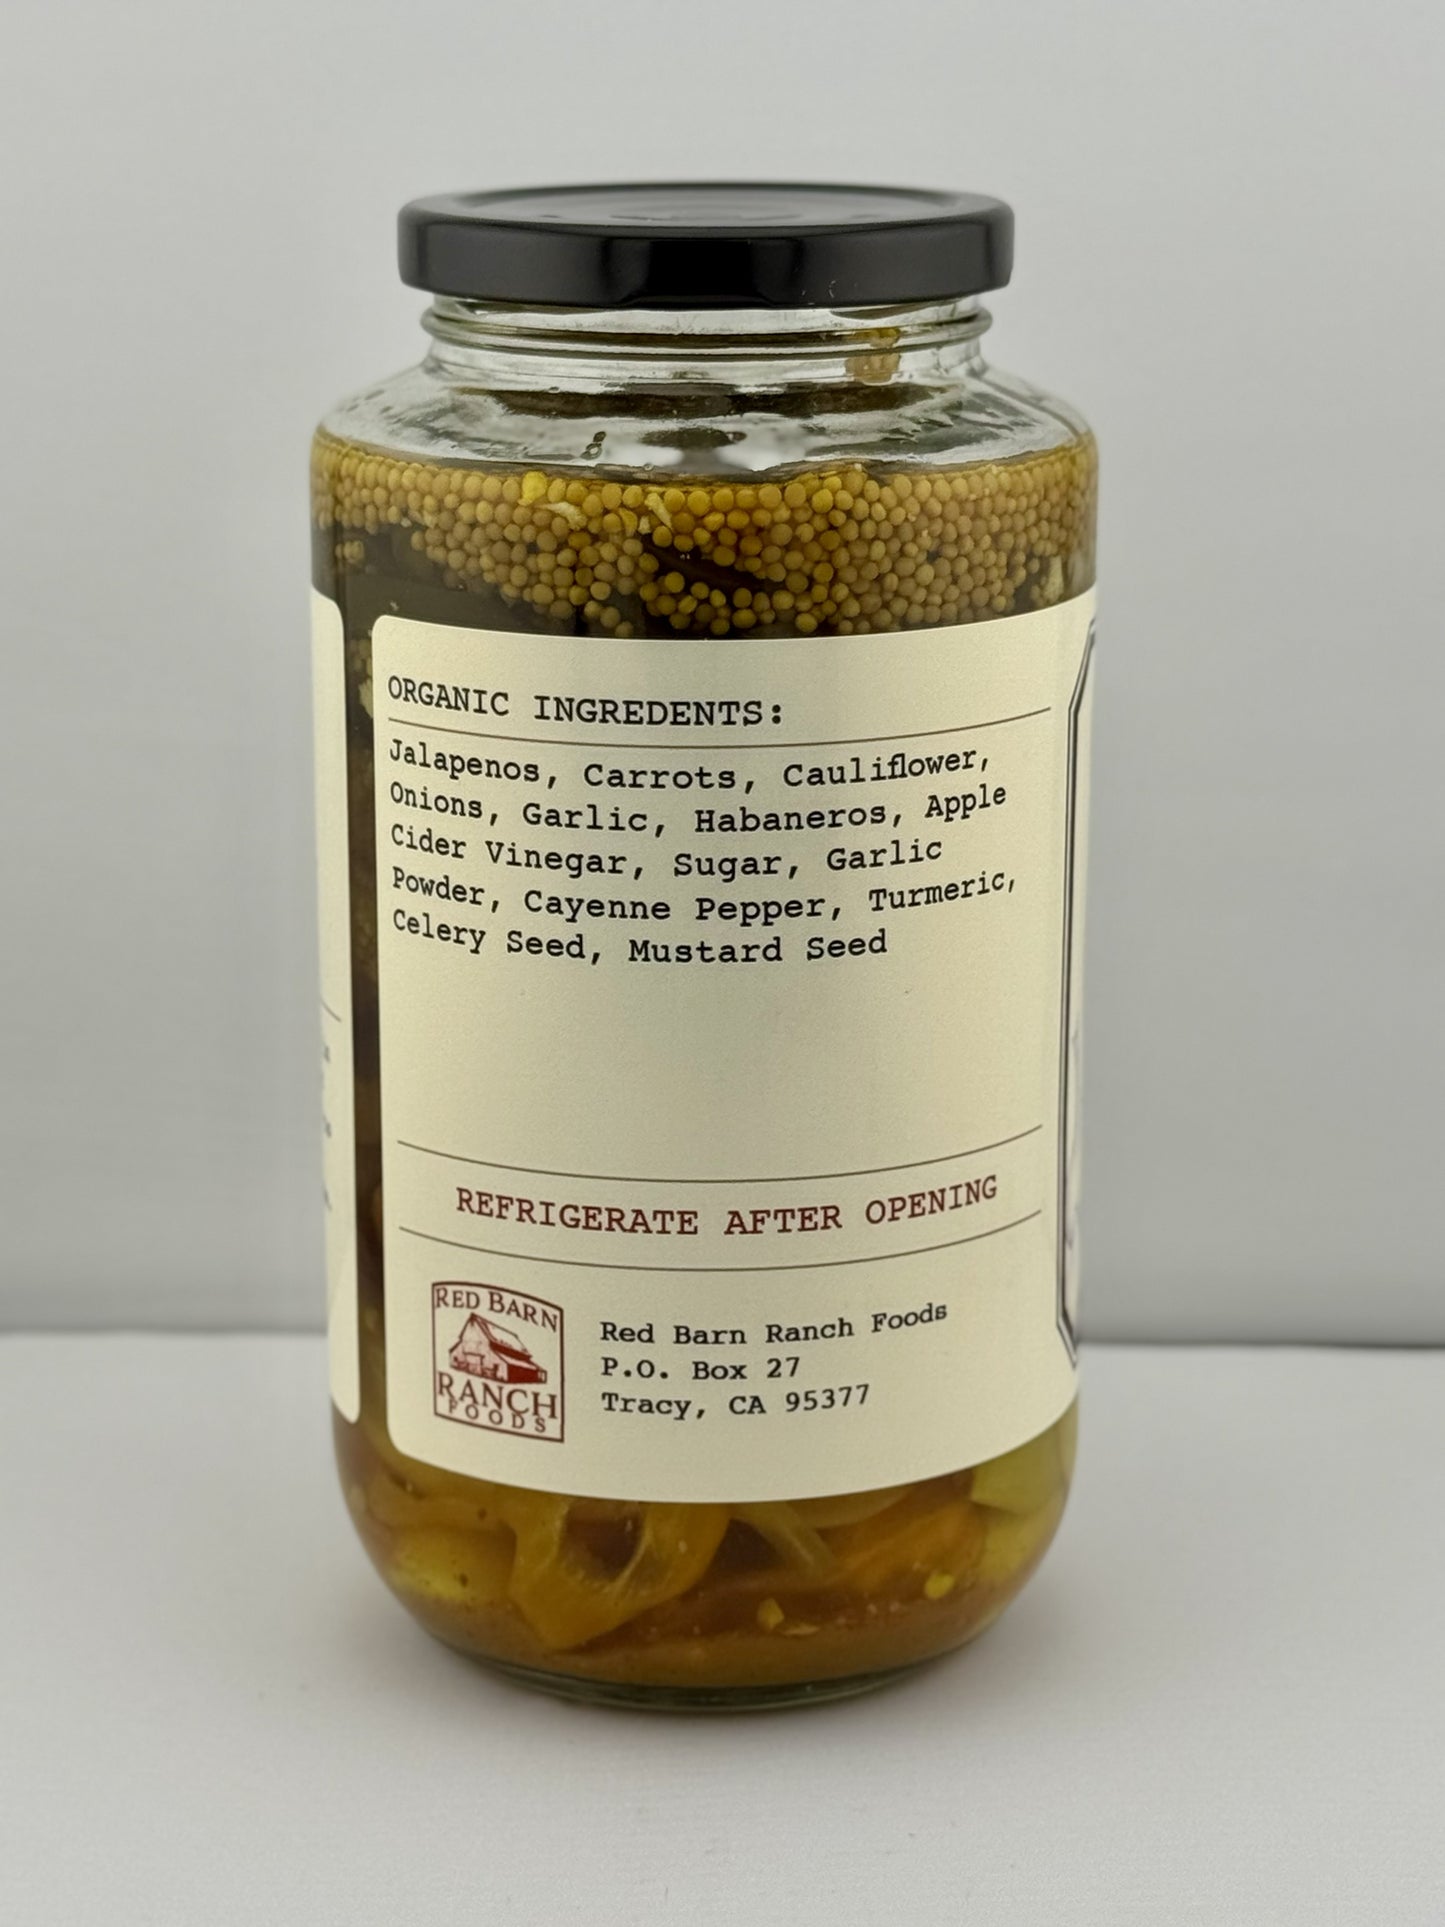 ORGANIC INGREDENTS:
Jalapenos, Carrots, Cauliflower,
Onions, Garlic, Habaneros, Apple
Cider Vinegar, Sugar, Garlic
Powder, Cayenne Pepper, Turmeric,
Celery Seed, Mustard Seed
REFRIGERATE AFTER OPENING
RED BARN
RANCH
FOODS
Red Barn Ranch Foods
P.O. Box 27
Tracy, CA 95377